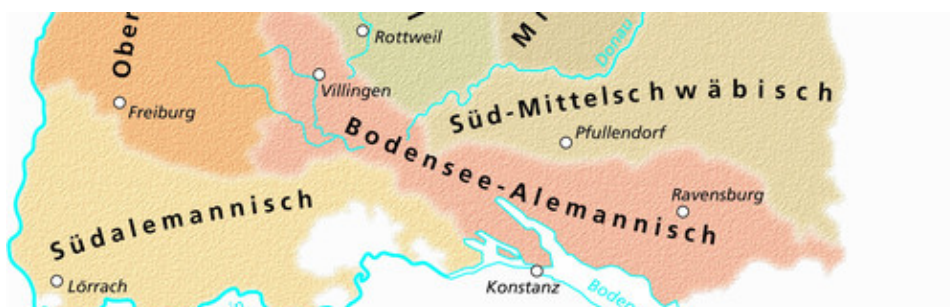 Ober
Rottweil
Donau
Villingen
Freiburg
Süd-Mittelschwäbisch
Pfullendorf
Bodensee-Alemannisch
Ravensburg
Südalemannisch
Lörrach
Konstanz
Boden